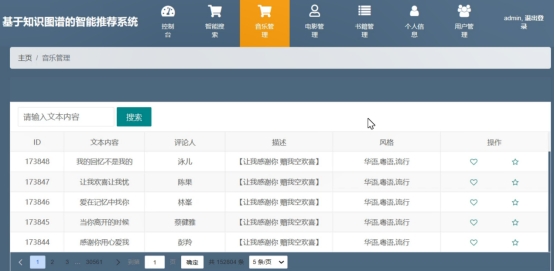 基于知识图谱的智能推荐系统
控制台
智能搜索
音乐管理
电影管理
书籍管理
个人信息
用户管理
admin, 退出登录
主页 / 音乐管理
请输入文本内容 搜索
ID 文本内容 评论人 描述 风格 操作
173848 我的回忆不是我的 泳儿 【让我感谢你 赠我空欢喜】 华语,粤语,流行
173847 让我欢喜让我忧 陈果 【让我感谢你 赠我空欢喜】 华语,粤语,流行
173846 爱在记忆中找你 林峯 【让我感谢你 赠我空欢喜】 华语,粤语,流行
173845 当你离开的时候 蔡健雅 【让我感谢你 赠我空欢喜】 华语,粤语,流行
173844 感谢你用心爱我 彭羚 【让我感谢你 赠我空欢喜】 华语,粤语,流行
1 2 3 ... 1 页 确定 5 条/页